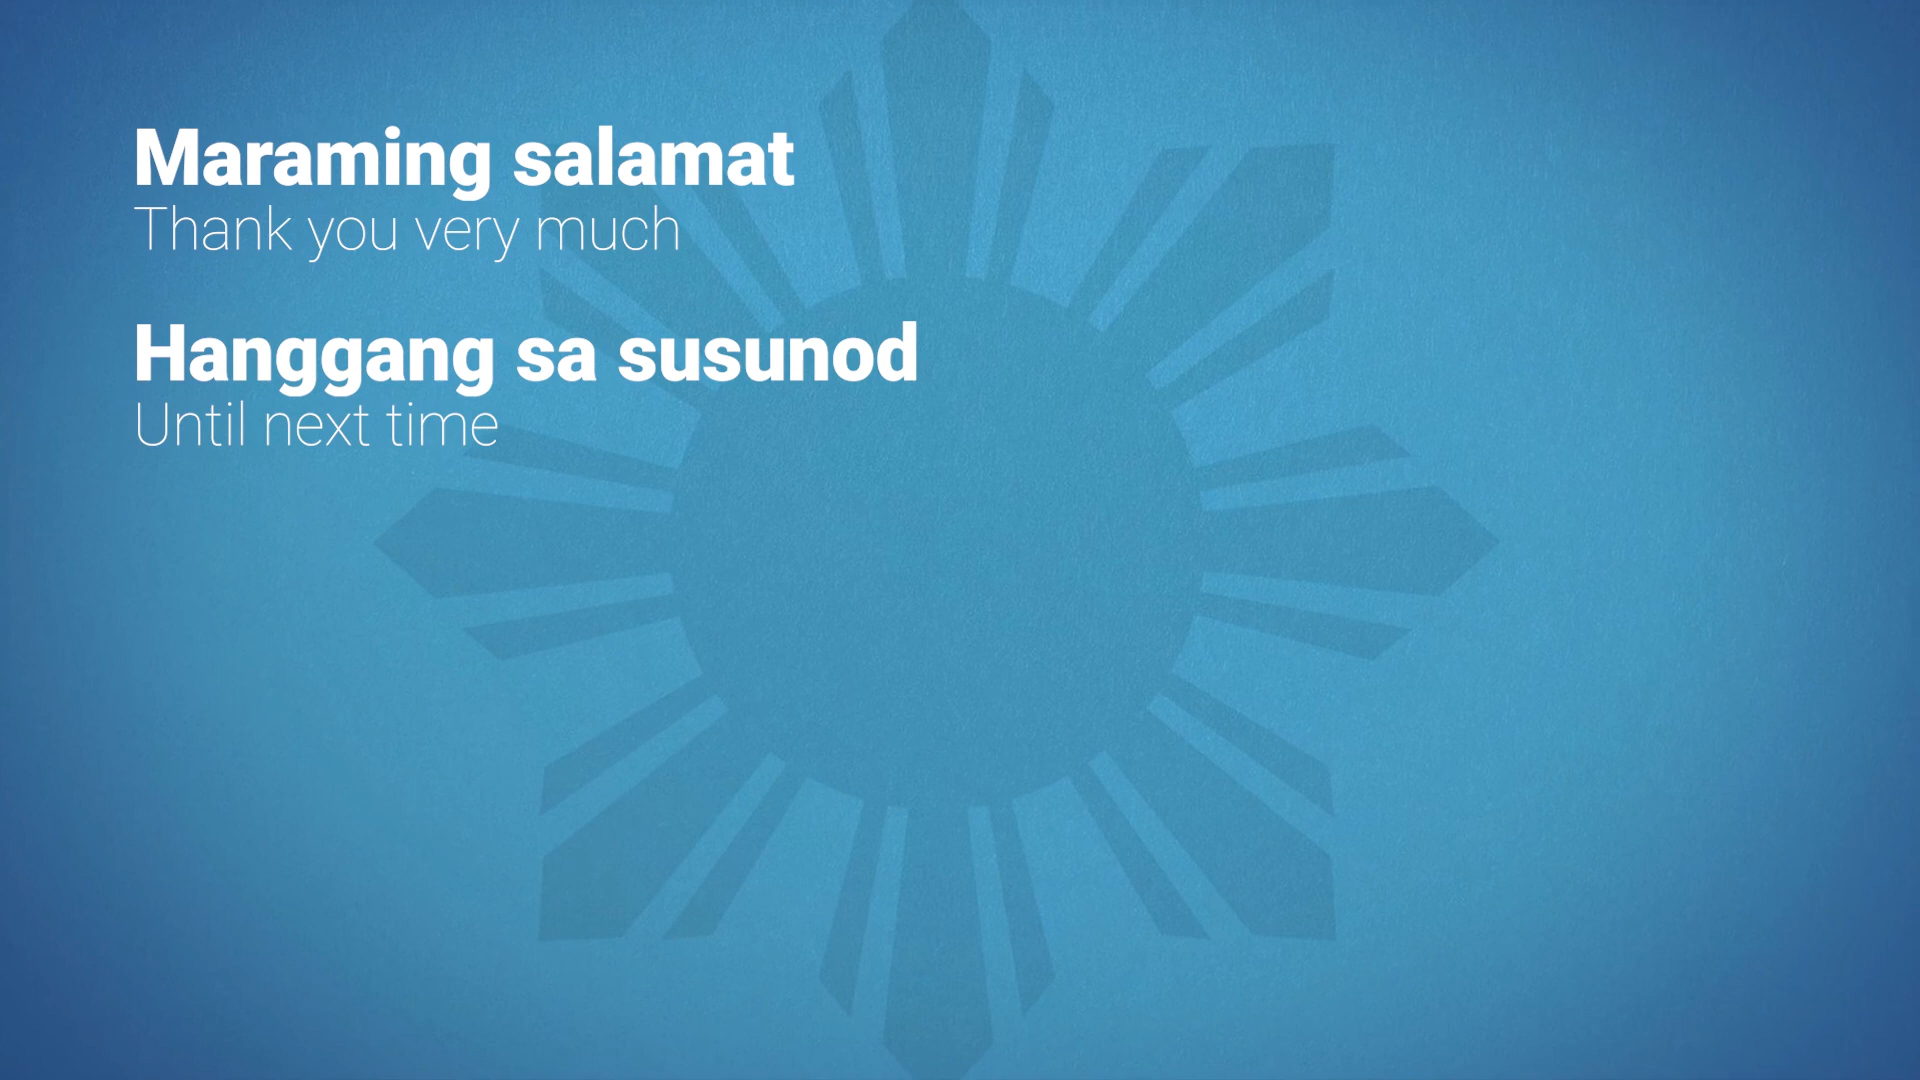 Maraming salamat
Thank you very much
Hanggang sa susunod
Until next time